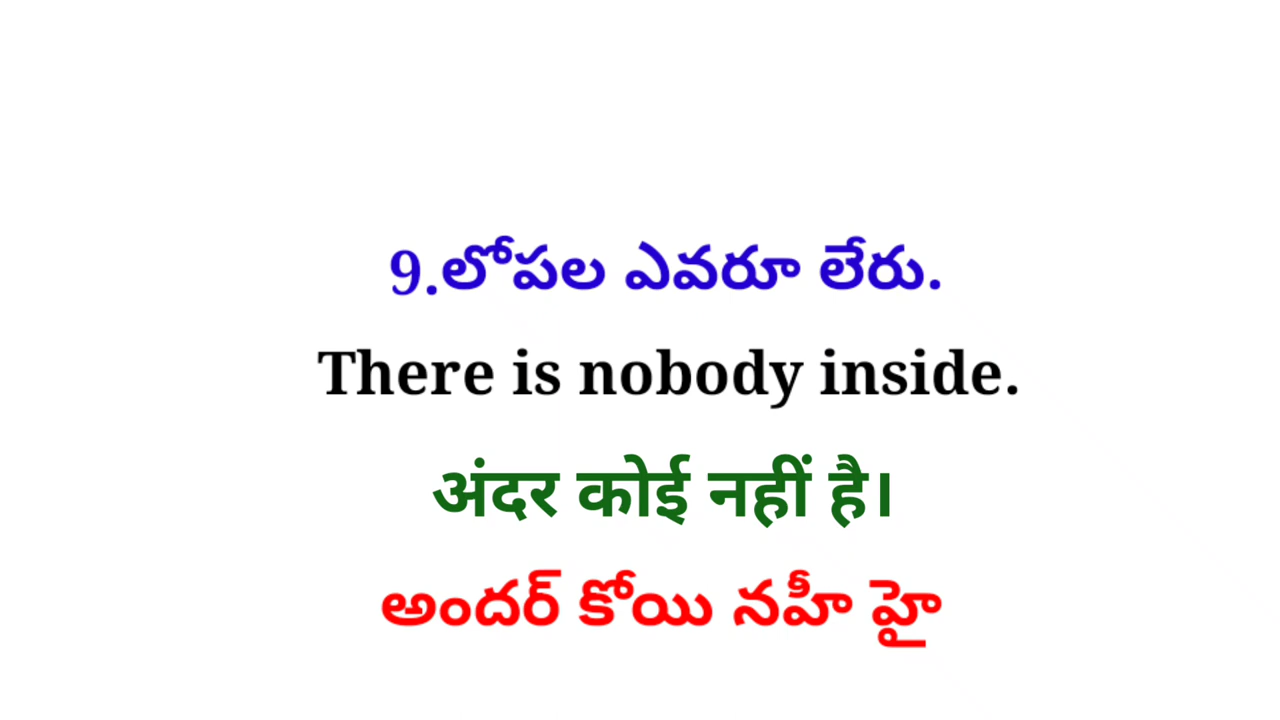 9.లోపల ఎవరూ లేరు.
There is nobody inside.
अंदर कोई नहीं है।
అందర్ కోయి నహీ హై